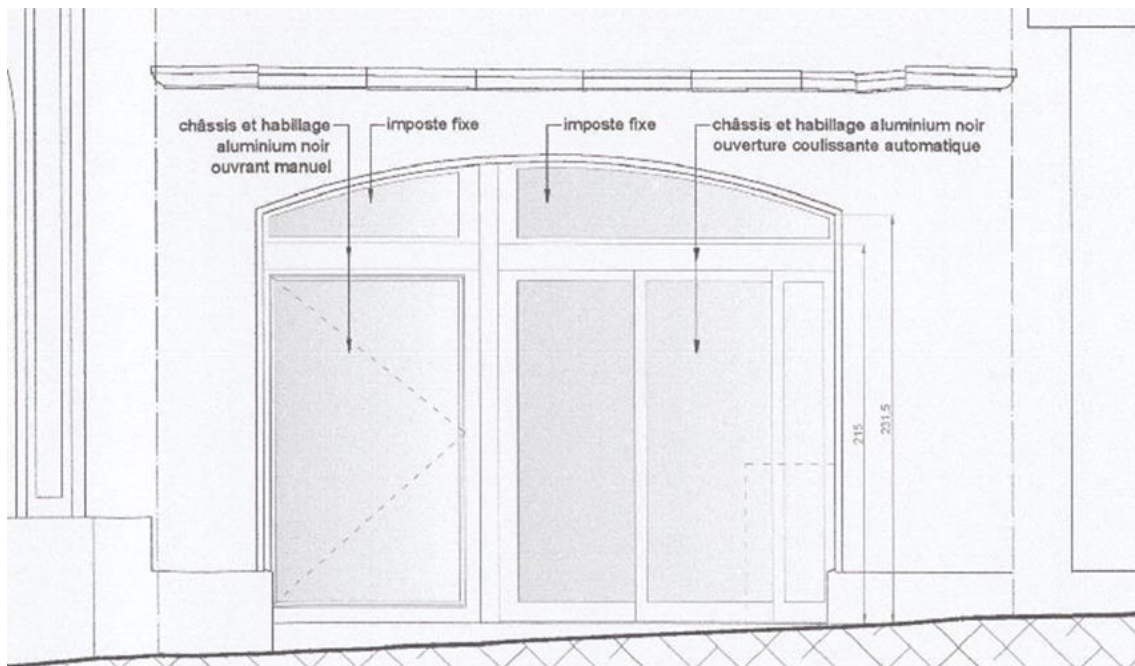 châssis et habillage
aluminium noir
ouvrant manuel
imposte fixe
imposte fixe
châssis et habillage aluminium noir
ouverture coulissante automatique
215
231.5